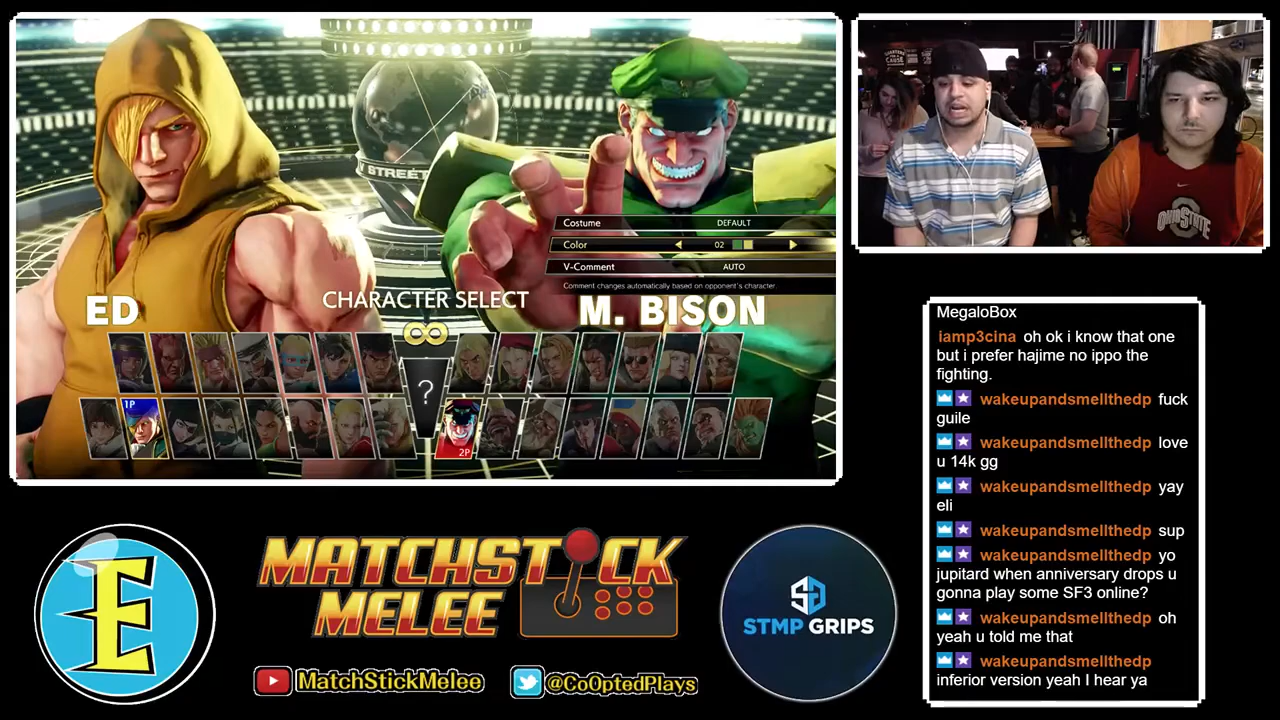 STREET
Costume DEFAULT
Color 02
V-Comment AUTO
Comment changes automatically based on opponent's character.
ED
CHARACTER SELECT
M. BISON
?
1P
2P
OHIO STATE
MegaloBox
iamp3cina oh ok i know that one
but i prefer hajime no ippo the
fighting.
wakeupandsmellthedp fuck
guile
wakeupandsmellthedp love
u 14k gg
wakeupandsmellthedp yay
eli
wakeupandsmellthedp sup
wakeupandsmellthedp yo
jupitard when anniversary drops u
gonna play some SF3 online?
wakeupandsmellthedp oh
yeah u told me that
wakeupandsmellthedp
inferior version yeah I hear ya
E
MATCHSTICK
MELEE
MatchStickMelee
@CoOptedPlays
SG
STMP GRIPS